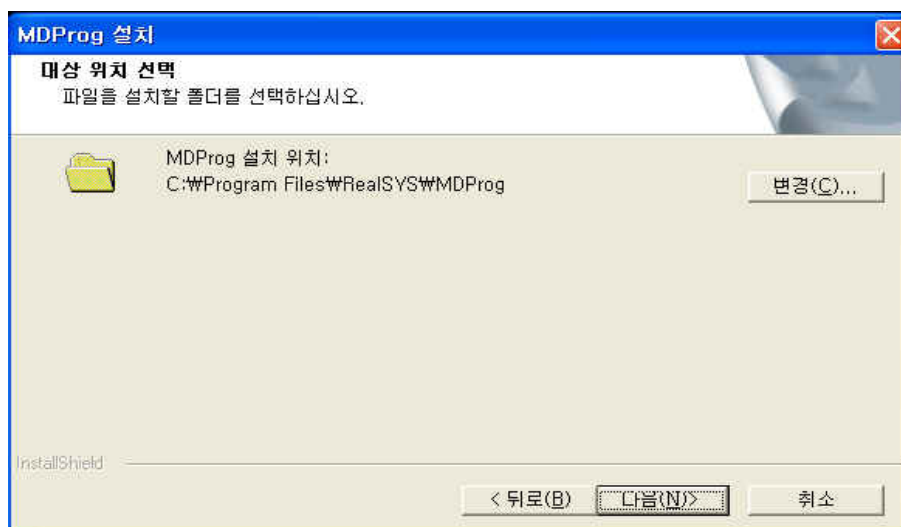 MDProg 설치
대상 위치 선택
파일을 설치할 폴더를 선택하십시오.
MDProg 설치 위치:
C:₩Program Files₩RealSYS₩MDProg
변경(C)...
InstallShield
< 뒤로(B)
다음(N)>
취소